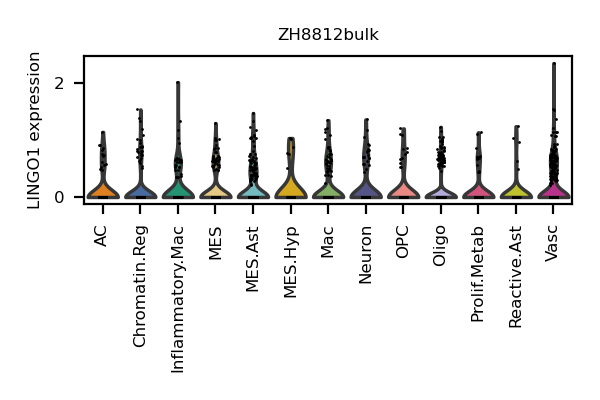 ZH8812bulk
LINGO1 expression
2
0
AC
Chromatin.Reg
Inflammatory.Mac
MES
MES.Ast
MES.Hyp
Mac
Neuron
OPC
Oligo
Prolif.Metab
Reactive.Ast
Vasc